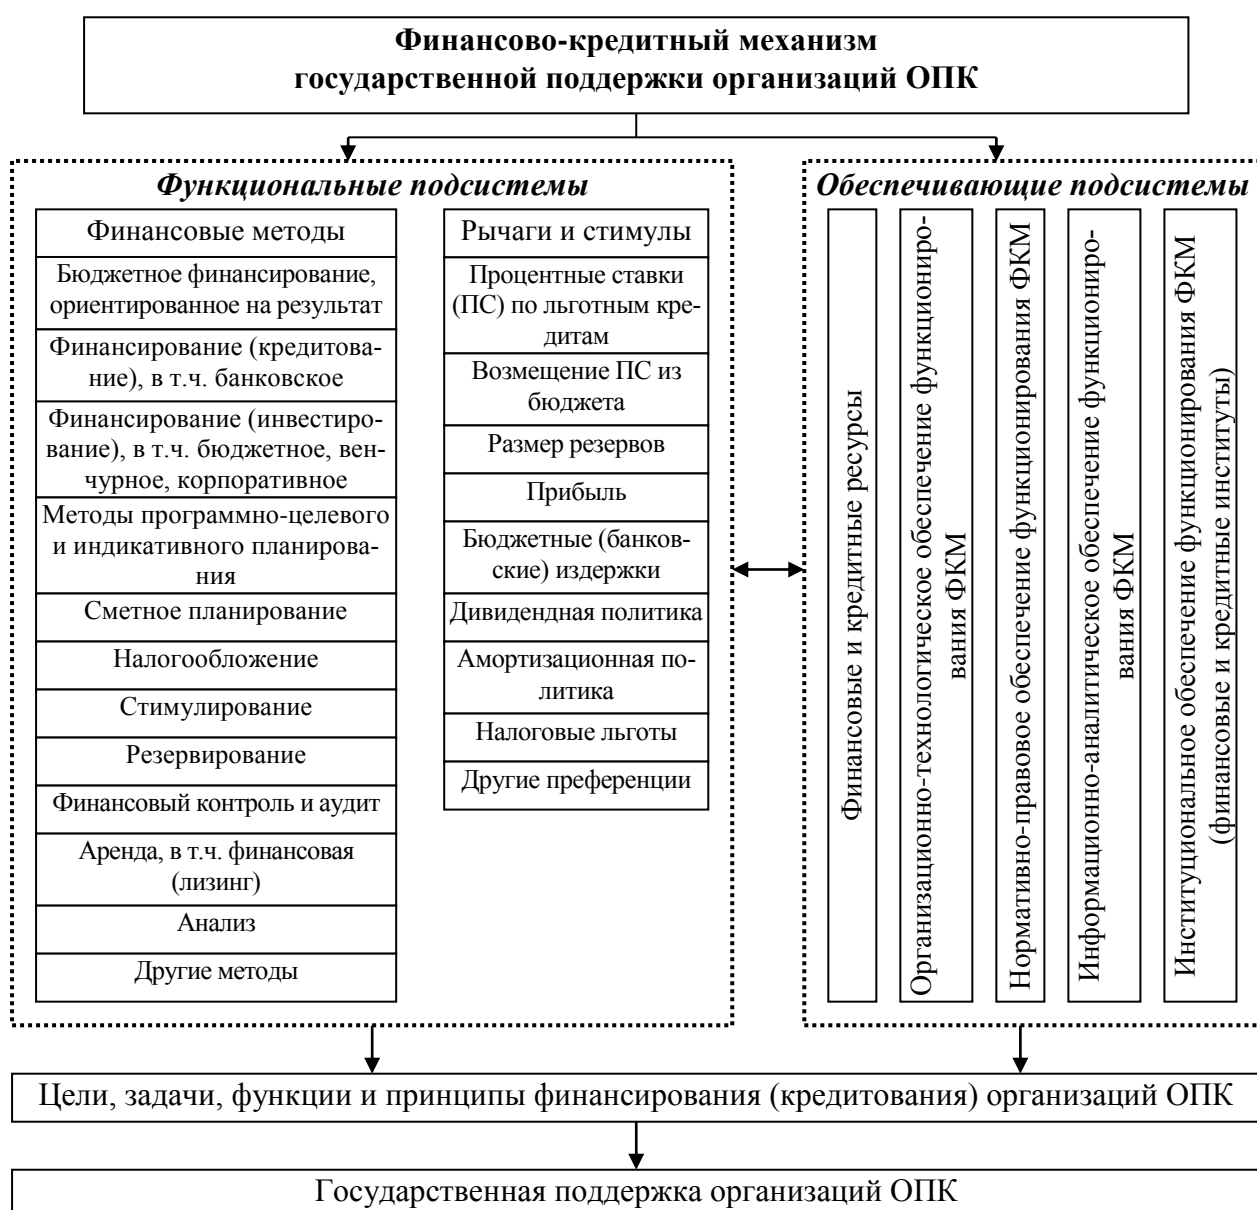 Финансово-кредитный механизм
государственной поддержки организаций ОПК
Функциональные подсистемы
Финансовые методы
Бюджетное финансирование,
ориентированное на результат
Финансирование (кредитова-
ние), в т.ч. банковское
Финансирование (инвестиро-
вание), в т.ч. бюджетное, вен-
чурное, корпоративное
Методы программно-целевого
и индикативного планирова-
ния
Сметное планирование
Налогообложение
Стимулирование
Резервирование
Финансовый контроль и аудит
Аренда, в т.ч. финансовая
(лизинг)
Анализ
Другие методы
Рычаги и стимулы
Процентные ставки
(ПС) по льготным кре-
дитам
Возмещение ПС из
бюджета
Размер резервов
Прибыль
Бюджетные (банков-
ские) издержки
Дивидендная политика
Амортизационная по-
литика
Налоговые льготы
Другие преференции
Обеспечивающие подсистемы
Финансовые и кредитные ресурсы
Организационно-технологическое обеспечение функциониро-
вания ФКМ
Нормативно-правовое обеспечение функционирования ФКМ
Информационно-аналитическое обеспечение функциониро-
вания ФКМ
Институциональное обеспечение функционирования ФКМ
(финансовые и кредитные институты)
Цели, задачи, функции и принципы финансирования (кредитования) организаций ОПК
Государственная поддержка организаций ОПК